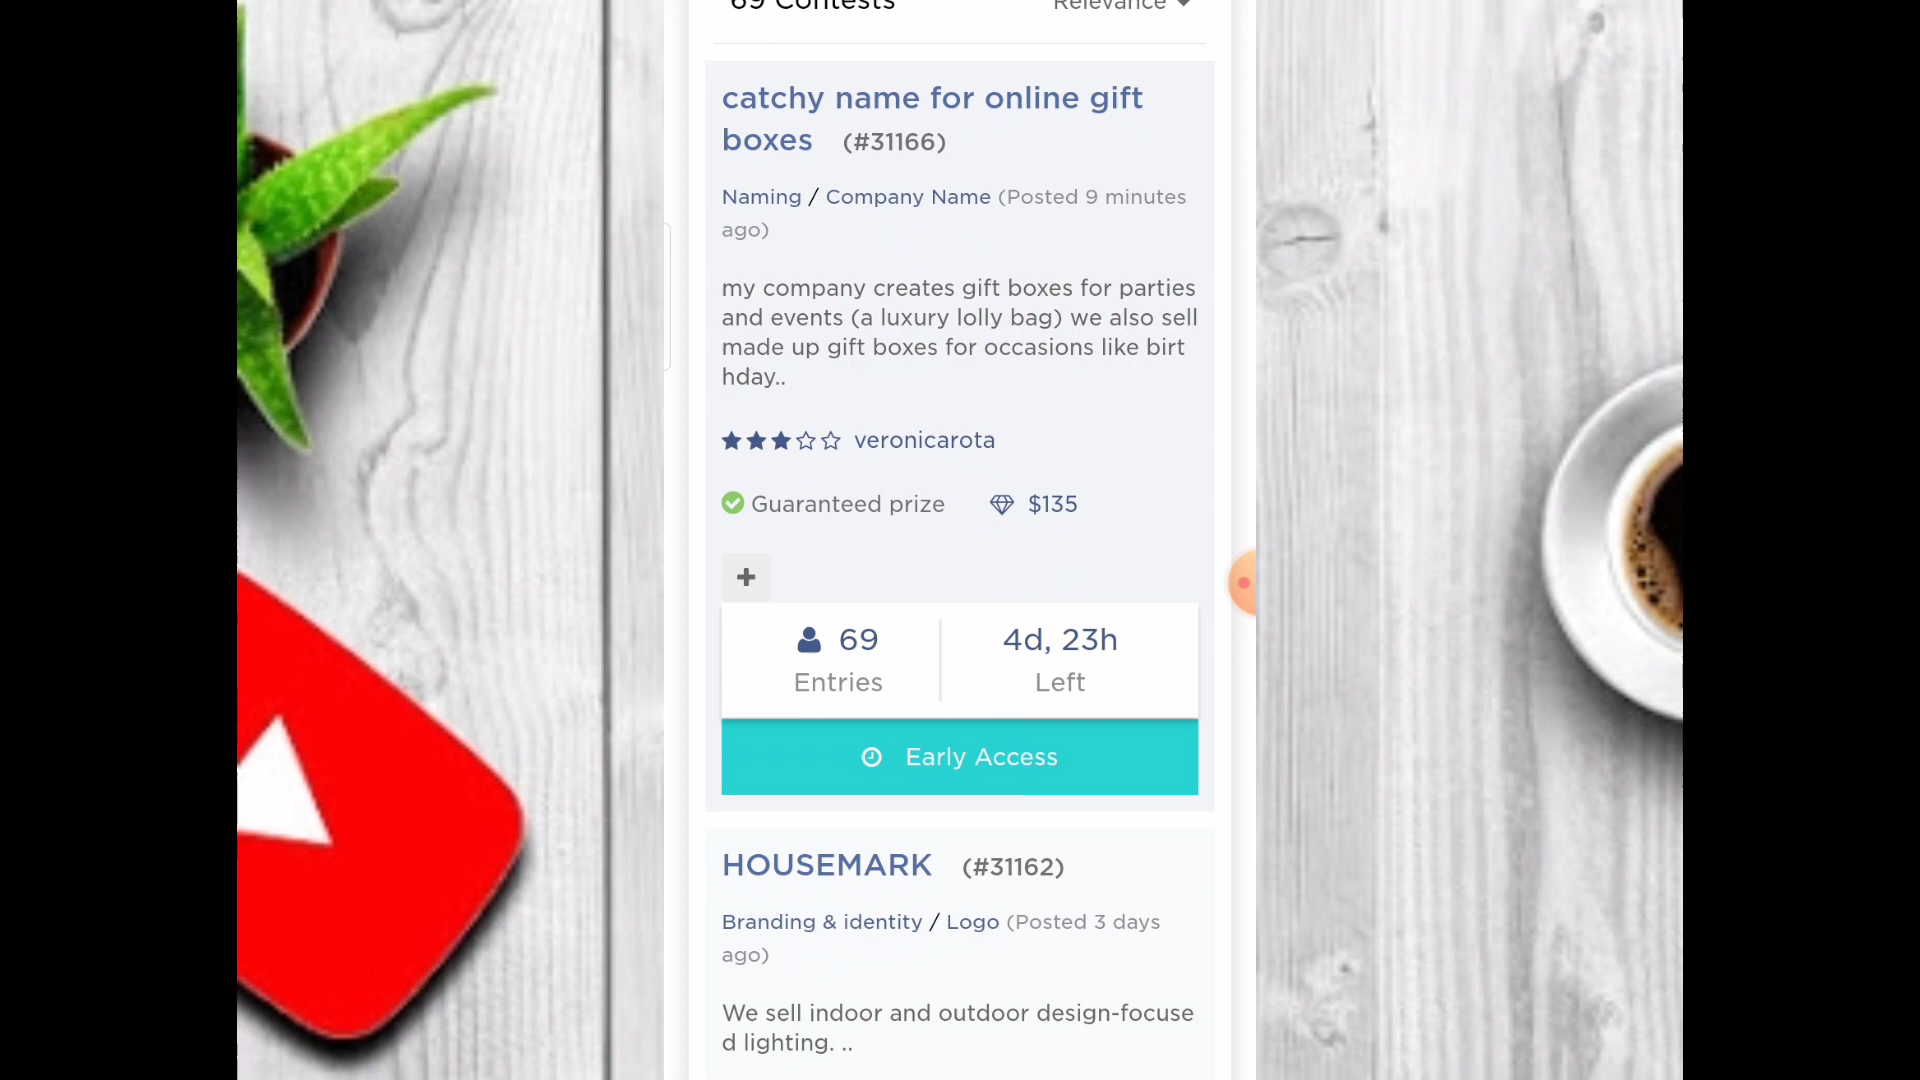 69 Contests
Relevance
catchy name for online gift
boxes (#31166)
Naming / Company Name (Posted 9 minutes
ago)
my company creates gift boxes for parties
and events (a luxury lolly bag) we also sell
made up gift boxes for occasions like birt
hday..
veronicarota
Guaranteed prize $135
69
Entries
4d, 23h
Left
Early Access
HOUSEMARK (#31162)
Branding & identity / Logo (Posted 3 days
ago)
We sell indoor and outdoor design-focuse
d lighting. ..